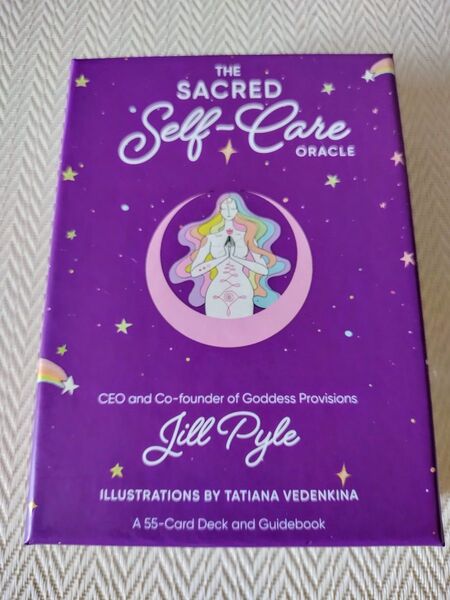 THE
SACRED
Self-Care
ORACLE
CEO and Co-founder of Goddess Provisions
Jill Pyle
ILLUSTRATIONS BY TATIANA VEDENKINA
A 55-Card Deck and Guidebook